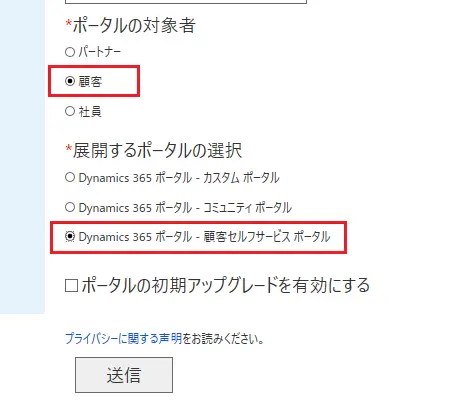 *ポータルの対象者
パートナー
顧客
社員
*展開するポータルの選択
Dynamics 365 ポータル - カスタム ポータル
Dynamics 365 ポータル - コミュニティ ポータル
Dynamics 365 ポータル - 顧客セルフサービス ポータル
ポータルの初期アップグレードを有効にする
プライバシーに関する声明をお読みください。
送信